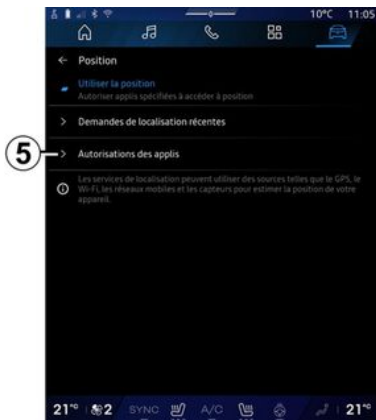 10°C 11:05
Position
Utiliser la position
Autoriser applis spécifiées à accéder à position
Demandes de localisation récentes
5
Autorisations des applis
Les services de localisation peuvent utiliser des sources telles que le GPS, le
Wi-Fi, les réseaux mobiles et les capteurs pour estimer la position de votre
appareil.
21°C 2 SYNC A/C 21°C